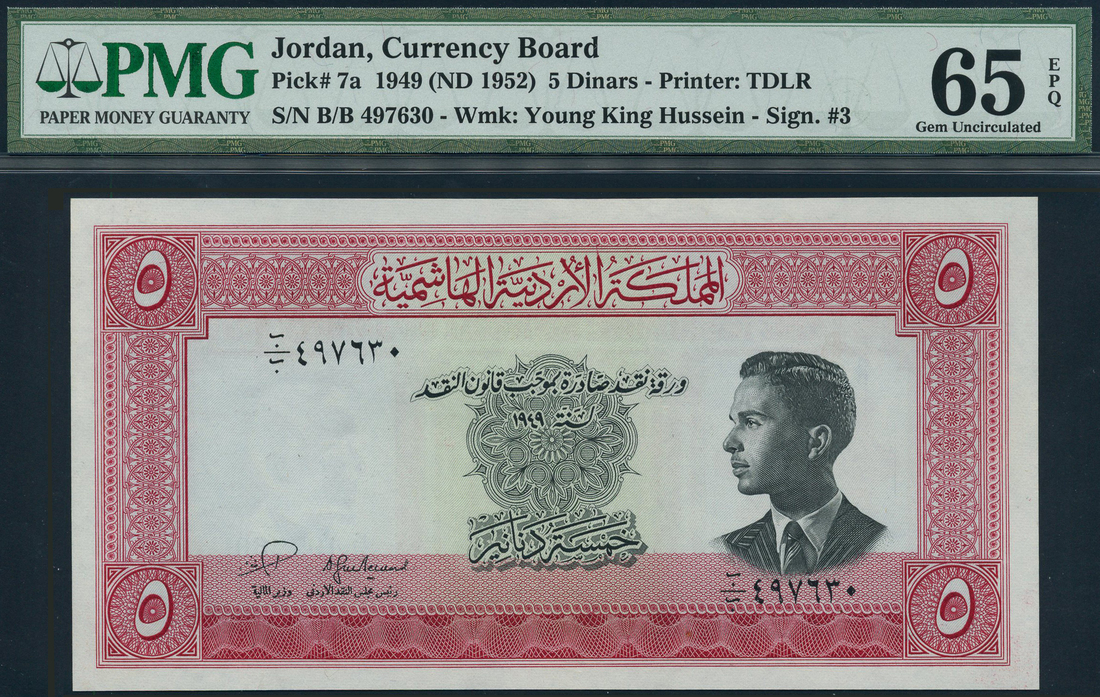 PMG
PAPER MONEY GUARANTY
Jordan, Currency Board
Pick# 7a 1949 (ND 1952) 5 Dinars - Printer: TDLR
S/N B/B 497630 - Wmk: Young King Hussein - Sign. #3
65
EPQ
Gem Uncirculated
٥
المملكة الأردنية الهاشمية
٥
ب/ب ٤٩٧٦٣٠
ورقة نقد صادرة بموجب قانون النقد
لسنة ١٩٤٩
خمسة دنانير
وزير المالية
رئيس مجلس النقد الأردني
ب/ب ٤٩٧٦٣٠
٥
٥